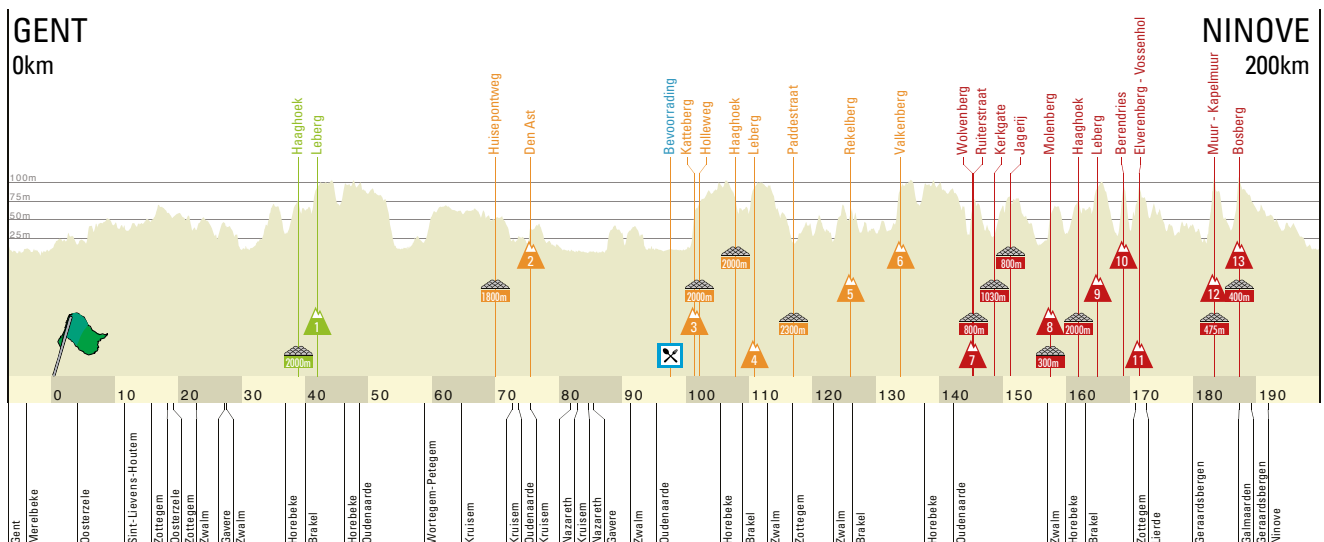 GENT
0km
NINOVE
200km
Haaghoek
Leberg
Huisepontweg
Den Ast
Bevoorrading
Katteberg
Holleweg
Haaghoek
Leberg
Paddestraat
Rekelberg
Valkenberg
Wolvenberg
Ruiterstraat
Kerkgate
Jagerij
Molenberg
Haaghoek
Leberg
Berendries
Elverenberg - Vossenhol
Muur - Kapelmuur
Bosberg
100m
75m
50m
25m
2000m
1
1800m
2
3
2000m
2000m
4
2300m
5
6
7
800m
1030m
800m
8
300m
2000m
9
10
11
12
475m
13
400m
0 10 20 30 40 50 60 70 80 90 100 110 120 130 140 150 160 170 180 190
Gent
Merelbeke
Oosterzele
Sint-Lievens-Houtem
Zottegem
Oosterzele
Zottegem
Zwalm
Gavere
Zwalm
Horebeke
Brakel
Horebeke
Oudenaarde
Wortegem-Petegem
Kruisem
Kruisem
Oudenaarde
Kruisem
Nazareth
Kruisem
Nazareth
Gavere
Zwalm
Oudenaarde
Horebeke
Brakel
Zwalm
Zottegem
Zwalm
Brakel
Horebeke
Oudenaarde
Zwalm
Horebeke
Brakel
Zottegem
Lierde
Geraardsbergen
Galmaarden
Geraardsbergen
Ninove